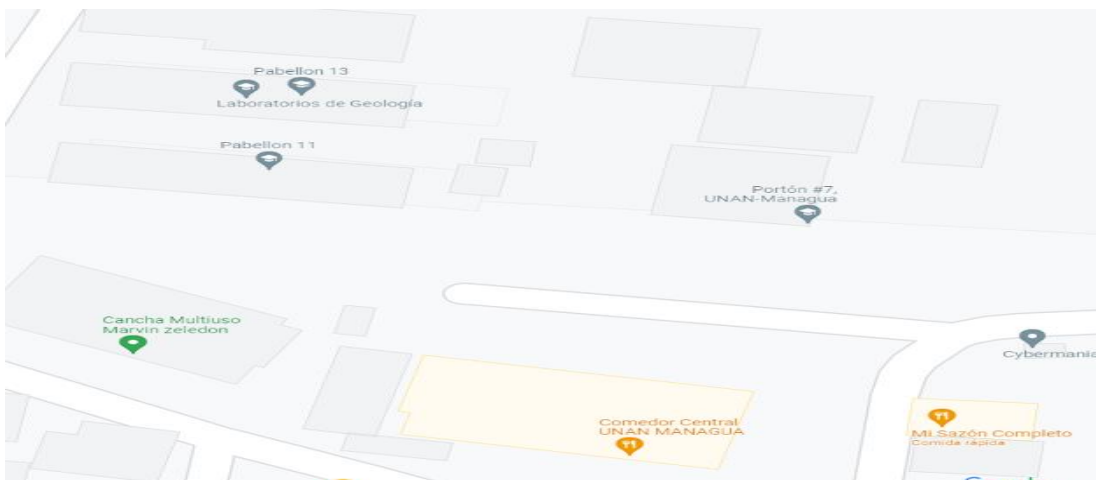 Pabellon 13
Laboratorios de Geología
Pabellon 11
Portón #7,
UNAN-Managua
Cancha Multiuso
Marvin zeledon
Cybermania
Comedor Central
UNAN MANAGUA
Mi Sazón Completo
Comida rápida